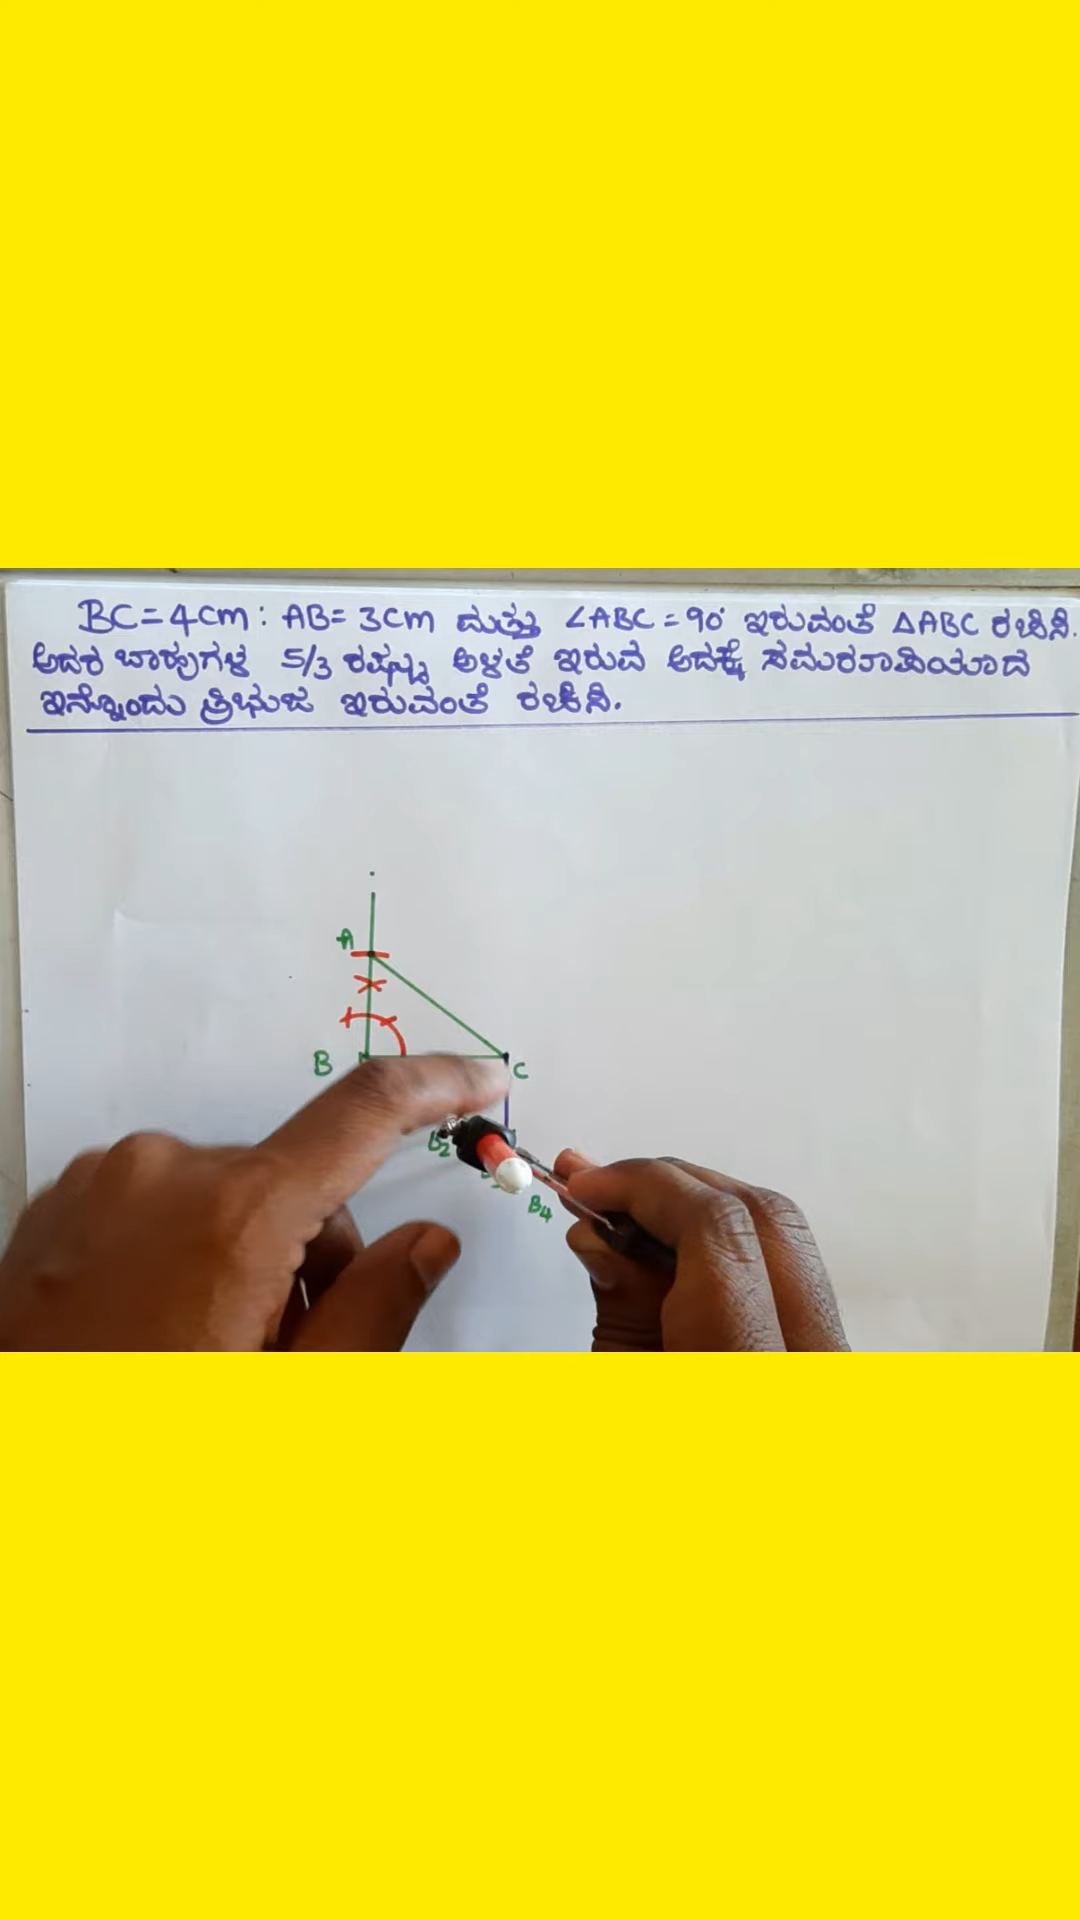 BC = 4cm : AB = 3cm ಮತ್ತು ∠ABC = 90° ಇರುವಂತೆ ΔABC ರಚಿಸಿ.
ಅದರ ಬಾಹುಗಳ 5/3 ರಷ್ಟು ಅಳತೆ ಇರುವ ಅದಕ್ಕೆ ಸಮರೂಪಿಯಾದ
ಇನ್ನೊಂದು ತ್ರಿಭುಜ ಇರುವಂತೆ ರಚಿಸಿ.
A
B
C
B2
B4